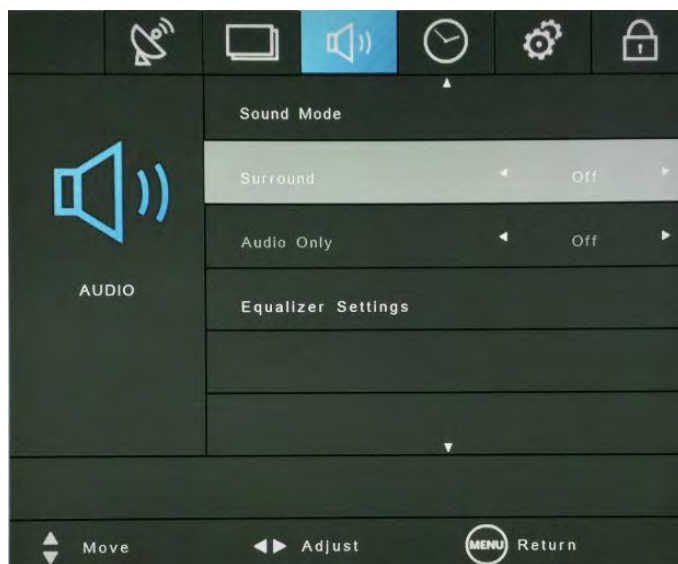 Sound Mode
Surround Off
Audio Only Off
AUDIO
Equalizer Settings
Move Adjust MENU Return